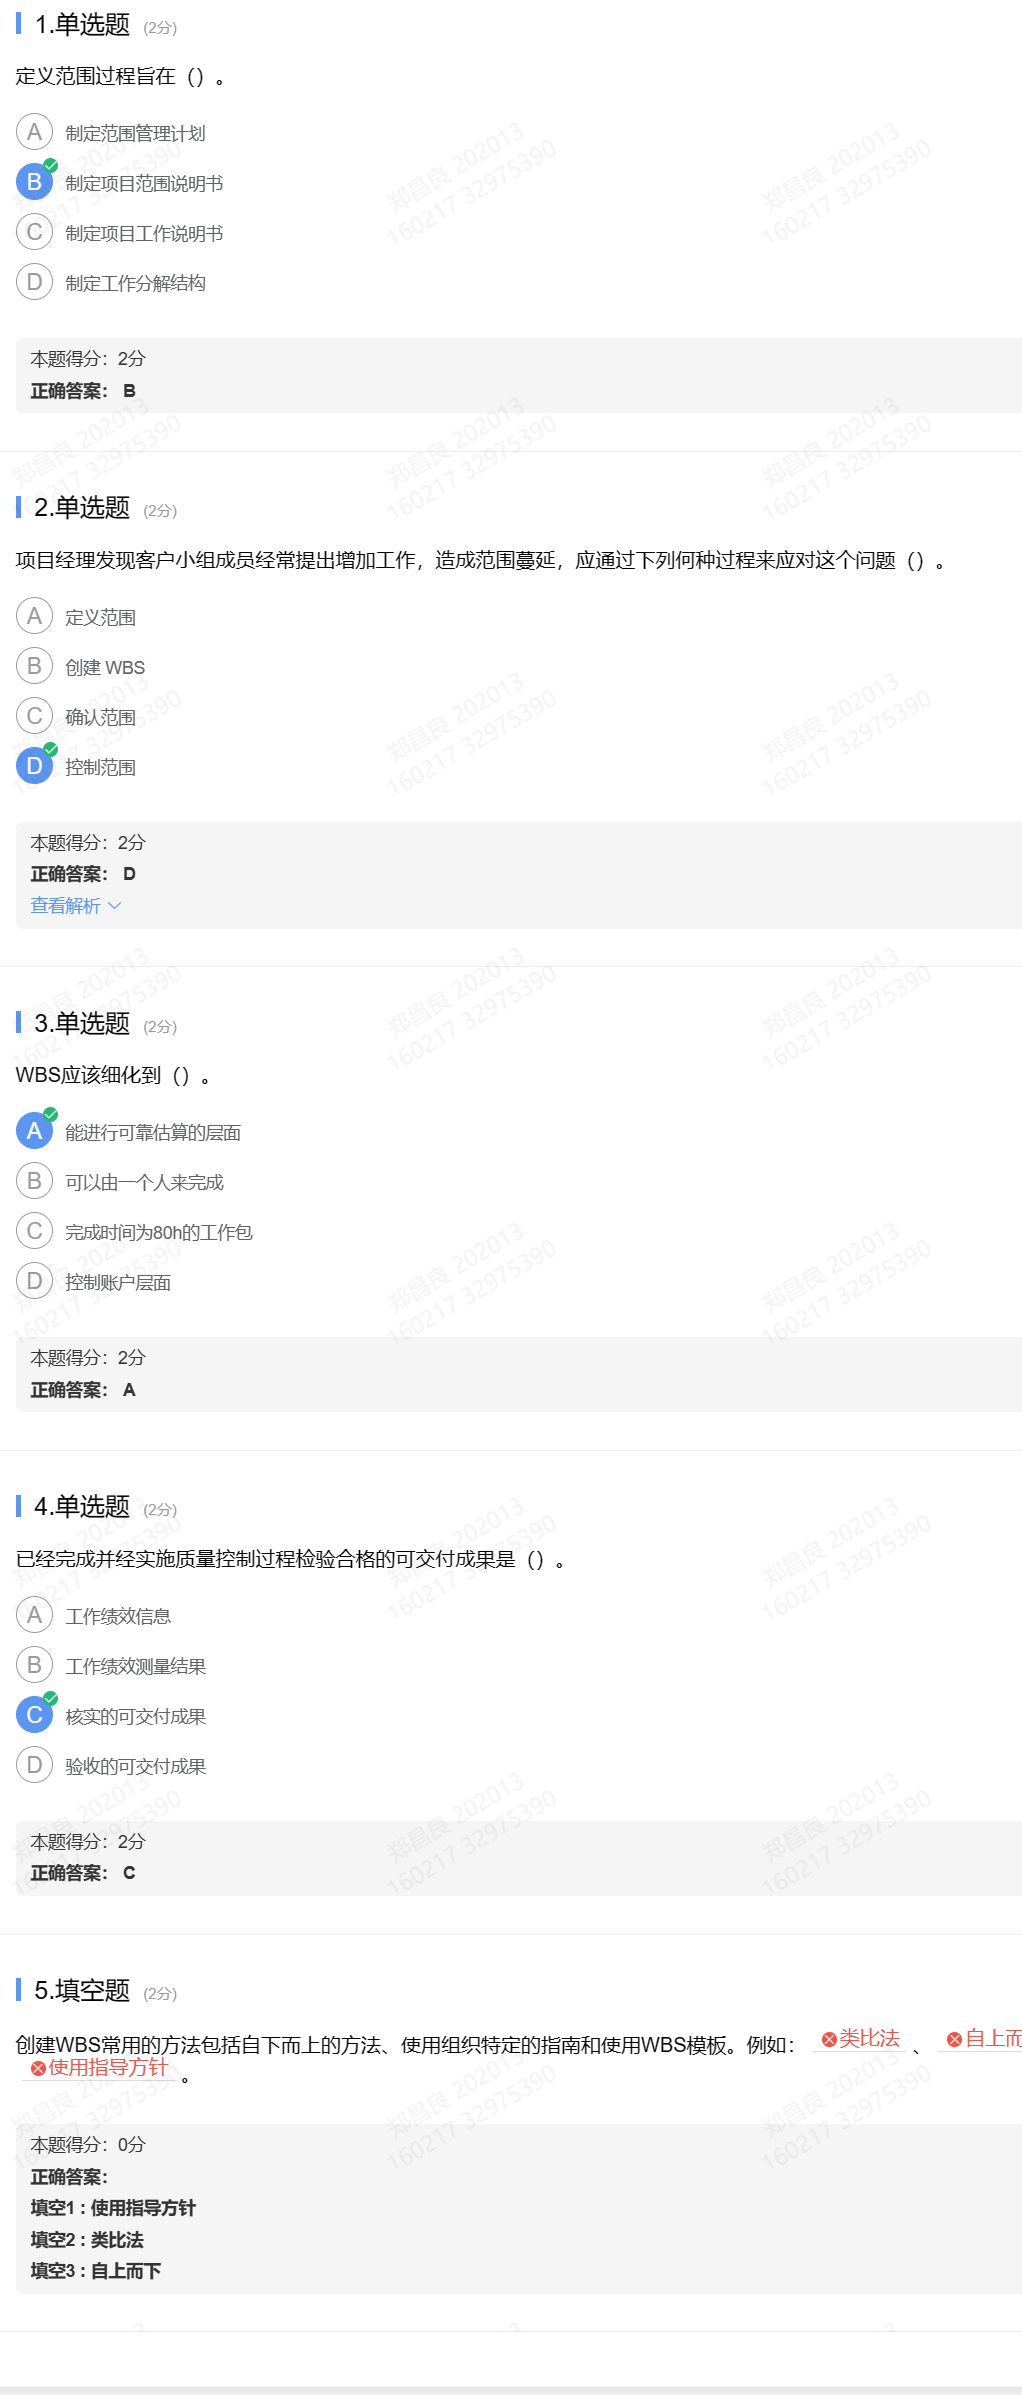 1.单选题 (2分)
定义范围过程旨在（）。
A 制定范围管理计划
B 制定项目范围说明书
C 制定项目工作说明书
D 制定工作分解结构
本题得分：2分
正确答案： B
2.单选题 (2分)
项目经理发现客户小组成员经常提出增加工作，造成范围蔓延，应通过下列何种过程来应对这个问题（）。
A 定义范围
B 创建 WBS
C 确认范围
D 控制范围
本题得分：2分
正确答案： D
查看解析
3.单选题 (2分)
WBS应该细化到（）。
A 能进行可靠估算的层面
B 可以由一个人来完成
C 完成时间为80h的工作包
D 控制账户层面
本题得分：2分
正确答案： A
4.单选题 (2分)
已经完成并经实施质量控制过程检验合格的可交付成果是（）。
A 工作绩效信息
B 工作绩效测量结果
C 核实的可交付成果
D 验收的可交付成果
本题得分：2分
正确答案： C
5.填空题 (2分)
创建WBS常用的方法包括自下而上的方法、使用组织特定的指南和使用WBS模板。例如： 类比法 、 自上而
使用指导方针 。
本题得分：0分
正确答案：
填空1：使用指导方针
填空2：类比法
填空3：自上而下
郑昌良 202013
160217 32975390